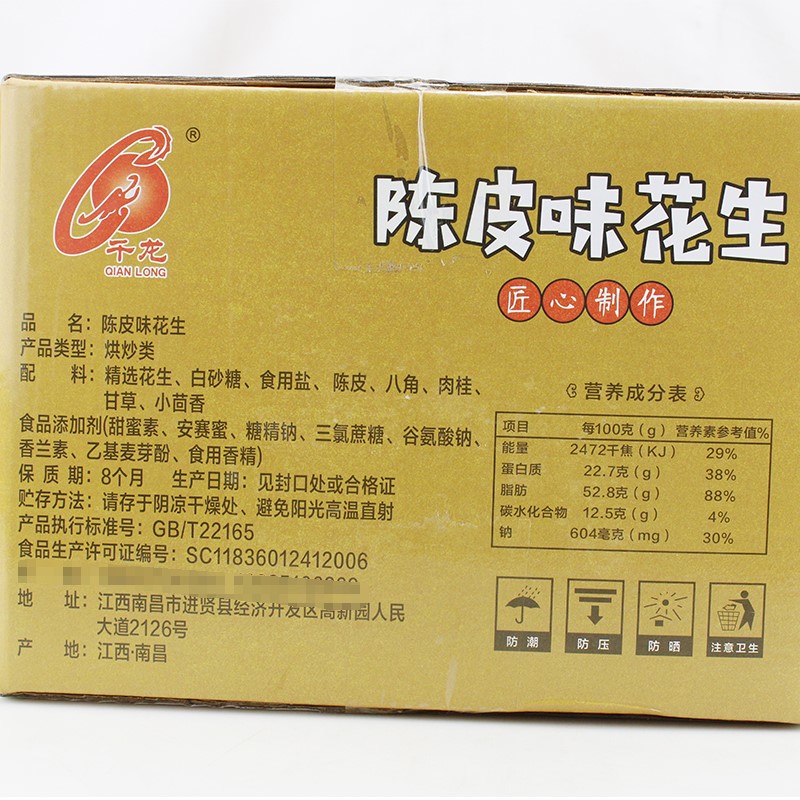 ®
千龙
QIAN LONG
陈皮味花生
匠心制作
品 名：陈皮味花生
产品类型：烘炒类
配 料：精选花生、白砂糖、食用盐、陈皮、八角、肉桂、
甘草、小茴香
食品添加剂(甜蜜素、安赛蜜、糖精钠、三氯蔗糖、谷氨酸钠、
香兰素、乙基麦芽酚、食用香精)
保 质 期：8个月 生产日期：见封口处或合格证
贮存方法：请存于阴凉干燥处、避免阳光高温直射
产品执行标准号：GB/T22165
食品生产许可证编号：SC11836012412006
地 址：江西南昌市进贤县经济开发区高新园人民
大道2126号
产 地：江西·南昌
营养成分表
项目 每100克(g) 营养素参考值%
能量 2472千焦(KJ) 29%
蛋白质 22.7克(g) 38%
脂肪 52.8克(g) 88%
碳水化合物 12.5克(g) 4%
钠 604毫克(mg) 30%
防潮 防压 防晒 注意卫生